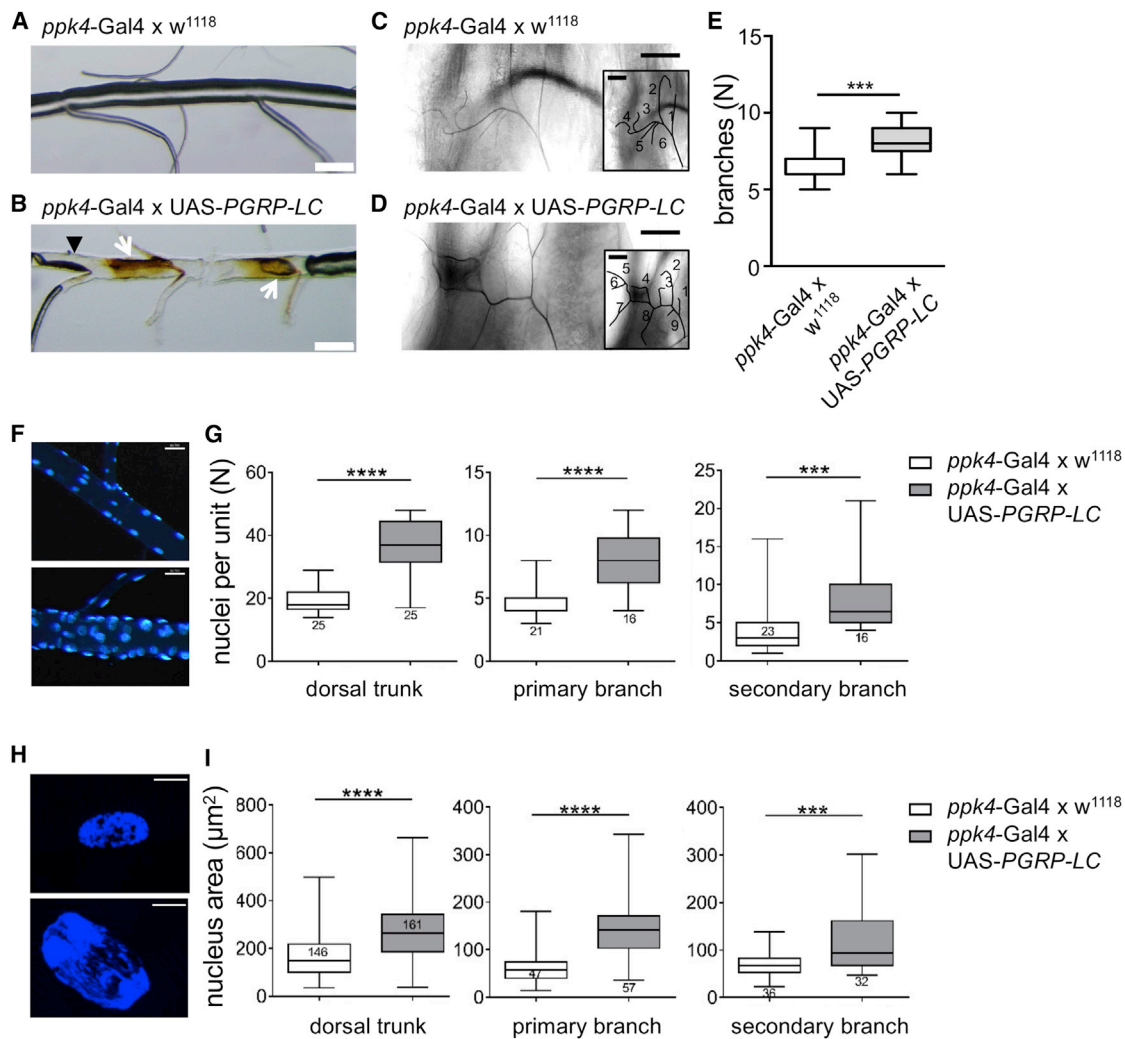 A ppk4-Gal4 x w1118
B ppk4-Gal4 x UAS-PGRP-LC
C ppk4-Gal4 x w1118
1
2
3
4
5
6
D ppk4-Gal4 x UAS-PGRP-LC
1
2
3
4
5
6
7
8
9
E
branches (N)
15
10
5
0
***
ppk4-Gal4 x
w1118
ppk4-Gal4 x
UAS-PGRP-LC
F
G
nuclei per unit (N)
60
40
20
0
****
25
25
dorsal trunk
15
10
5
0
****
21
16
primary branch
25
20
15
10
5
0
***
23
16
secondary branch
ppk4-Gal4 x w1118
ppk4-Gal4 x
UAS-PGRP-LC
H
I
nucleus area (µm2)
800
600
400
200
0
****
146
161
dorsal trunk
400
300
200
100
0
****
47
57
primary branch
400
300
200
100
0
***
36
32
secondary branch
ppk4-Gal4 x w1118
ppk4-Gal4 x
UAS-PGRP-LC